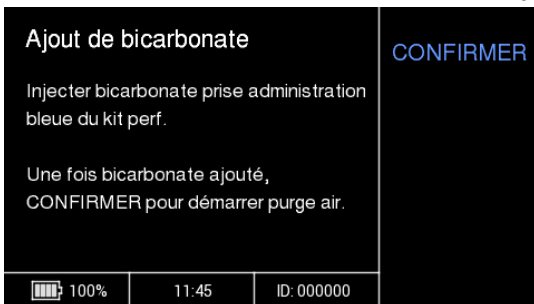 Ajout de bicarbonate
CONFIRMER
Injecter bicarbonate prise administration
bleue du kit perf.
Une fois bicarbonate ajouté,
CONFIRMER pour démarrer purge air.
100%
11:45
ID: 000000